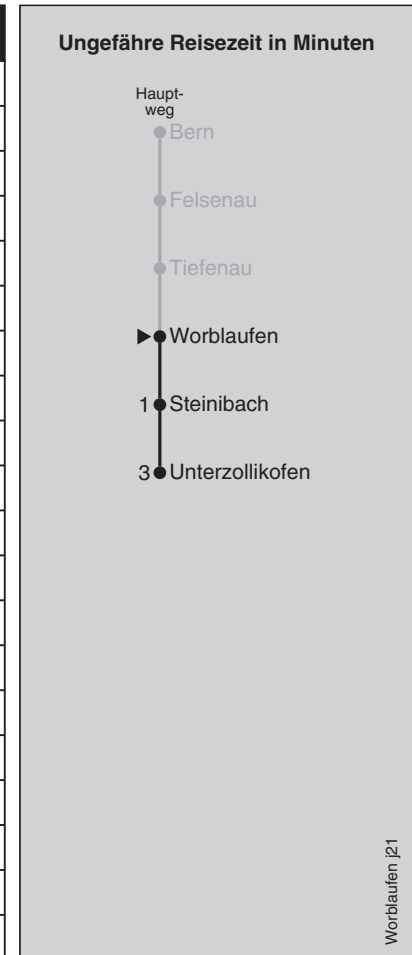 Ungefähre Reisezeit in Minuten
Haupt-
weg
Bern
Felsenau
Tiefenau
Worblaufen
1 Steinibach
3 Unterzollikofen
Worblaufen j21